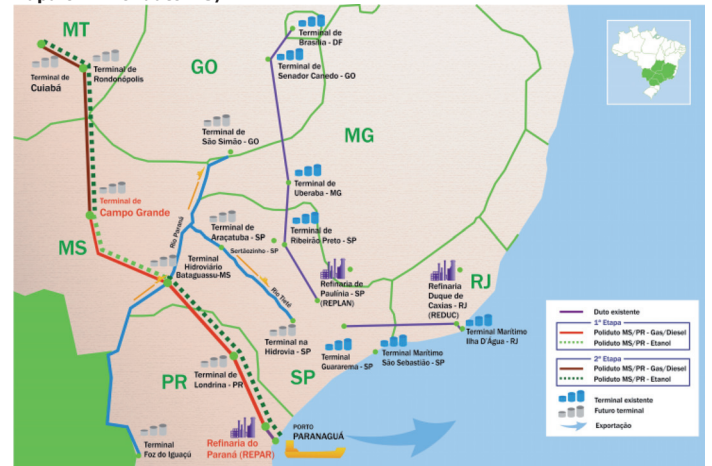 MT
Terminal de
Cuiabá
Terminal de
Rondonópolis
GO
Terminal de
Brasília - DF
Terminal de
Senador Canedo - GO
Terminal de
São Simão - GO
MG
Terminal de
Campo Grande
Terminal de
Uberaba - MG
MS
Rio Paraná
Terminal de
Araçatuba - SP
Sertãozinho - SP
Terminal de
Ribeirão Preto - SP
Terminal
Hidroviário
Bataguassu-MS
Rio Tietê
Refinaria de
Paulínia - SP
(REPLAN)
Refinaria
Duque de
Caxias - RJ
(REDUC)
RJ
Terminal na
Hidrovia - SP
Terminal
Guararema - SP
Terminal Marítimo
São Sebastião - SP
Terminal Marítimo
Ilha D'Água - RJ
PR
Terminal de
Londrina - PR
SP
Terminal
Foz do Iguaçú
Refinaria do
Paraná (REPAR)
PORTO
PARANAGUÁ
Duto existente
1ª Etapa
Poliduto MS/PR - Gas/Diesel
Poliduto MS/PR - Etanol
2ª Etapa
Poliduto MS/PR - Gas/Diesel
Poliduto MS/PR - Etanol
Terminal existente
Futuro terminal
Exportação